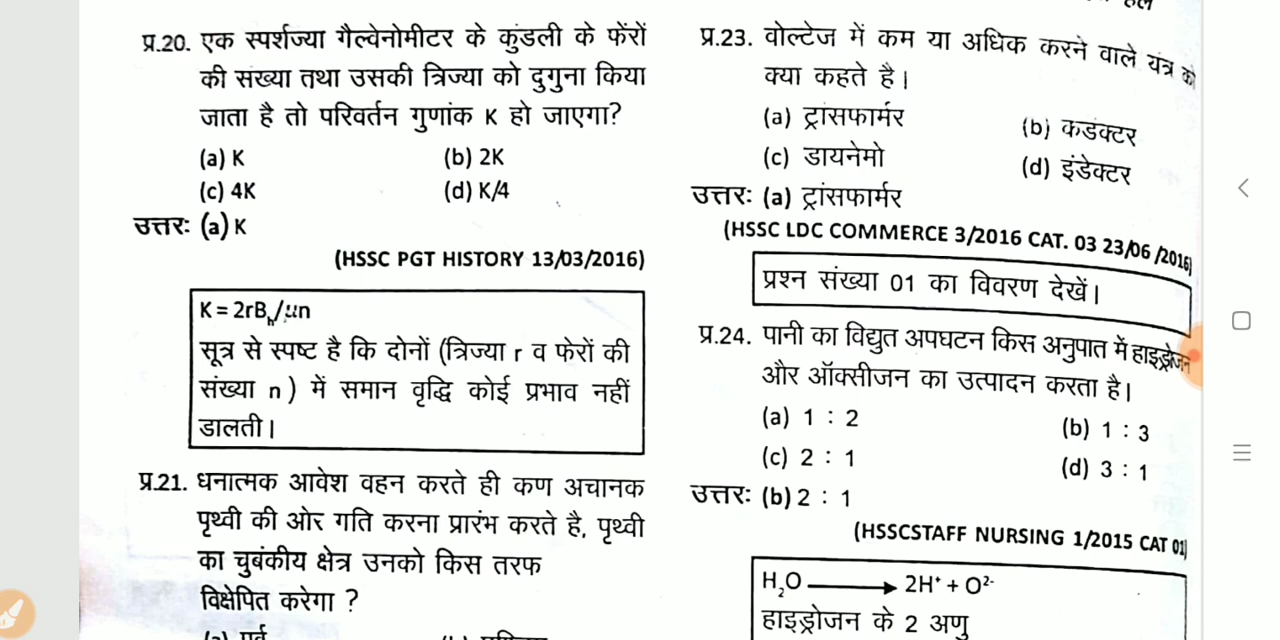 प्र.20. एक स्पर्शज्या गैल्वेनोमीटर के कुंडली के फेंरों
की संख्या तथा उसकी त्रिज्या को दुगुना किया
जाता है तो परिवर्तन गुणांक K हो जाएगा?
(a) K (b) 2K
(c) 4K (d) K/4
उत्तरः (a) K
(HSSC PGT HISTORY 13/03/2016)
K = 2rBh/μn
सूत्र से स्पष्ट है कि दोनों (त्रिज्या r व फेरों की
संख्या n) में समान वृद्धि कोई प्रभाव नहीं
डालती।
प्र.21. धनात्मक आवेश वहन करते ही कण अचानक
पृथ्वी की ओर गति करना प्रारंभ करते है, पृथ्वी
का चुबंकीय क्षेत्र उनको किस तरफ
विक्षेपित करेगा ?
प्र.23. वोल्टेज में कम या अधिक करने वाले यंत्र को
क्या कहते है।
(a) ट्रांसफार्मर (b) कडंक्टर
(c) डायनेमो (d) इंडेक्टर
उत्तरः (a) ट्रांसफार्मर
(HSSC LDC COMMERCE 3/2016 CAT. 03 23/06 /2016)
प्रश्न संख्या 01 का विवरण देखें।
प्र.24. पानी का विद्युत अपघटन किस अनुपात में हाइड्रोजन
और ऑक्सीजन का उत्पादन करता है।
(a) 1 : 2 (b) 1 : 3
(c) 2 : 1 (d) 3 : 1
उत्तरः (b) 2 : 1
(HSSCSTAFF NURSING 1/2015 CAT 01)
H₂O ⟶ 2H⁺ + O²⁻
हाइड्रोजन के 2 अणु